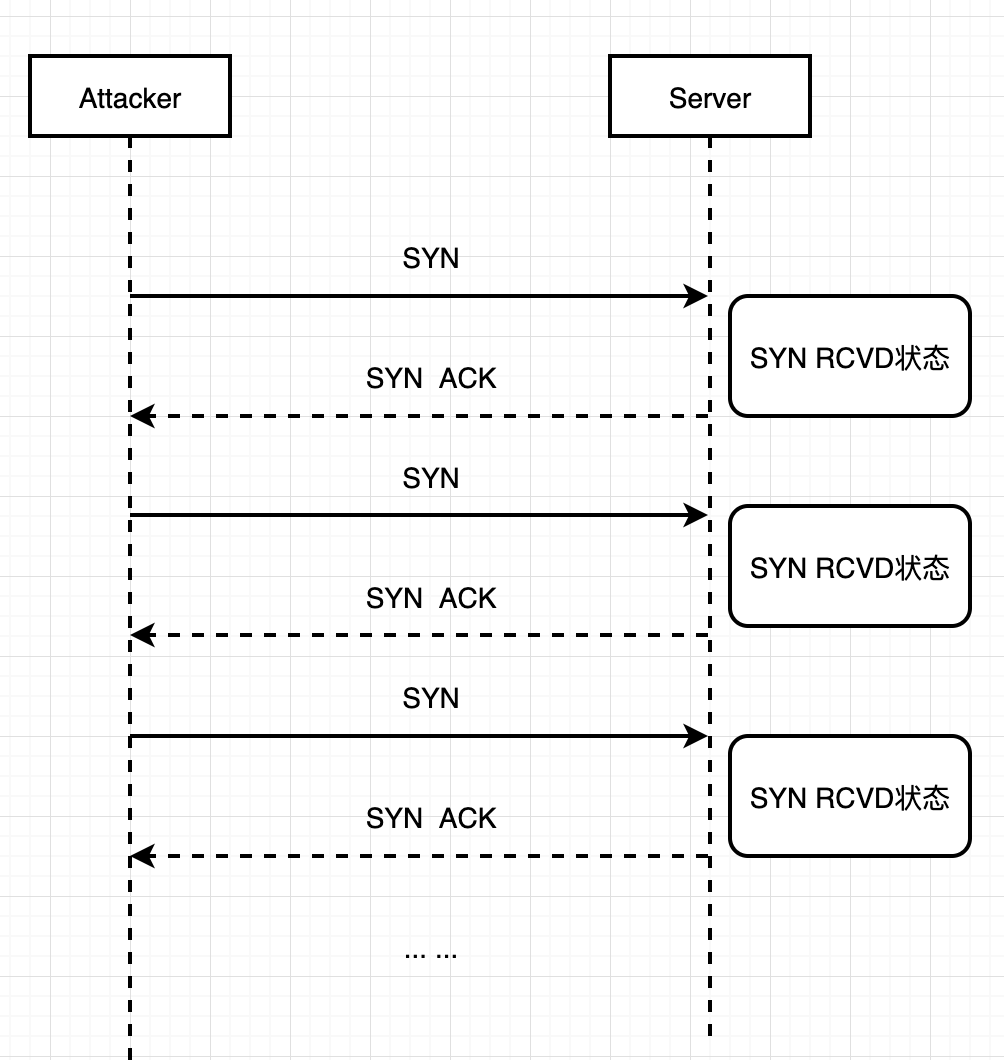 Attacker
Server
SYN
SYN RCVD状态
SYN  ACK
SYN
SYN RCVD状态
SYN  ACK
SYN
SYN RCVD状态
SYN  ACK
... ...